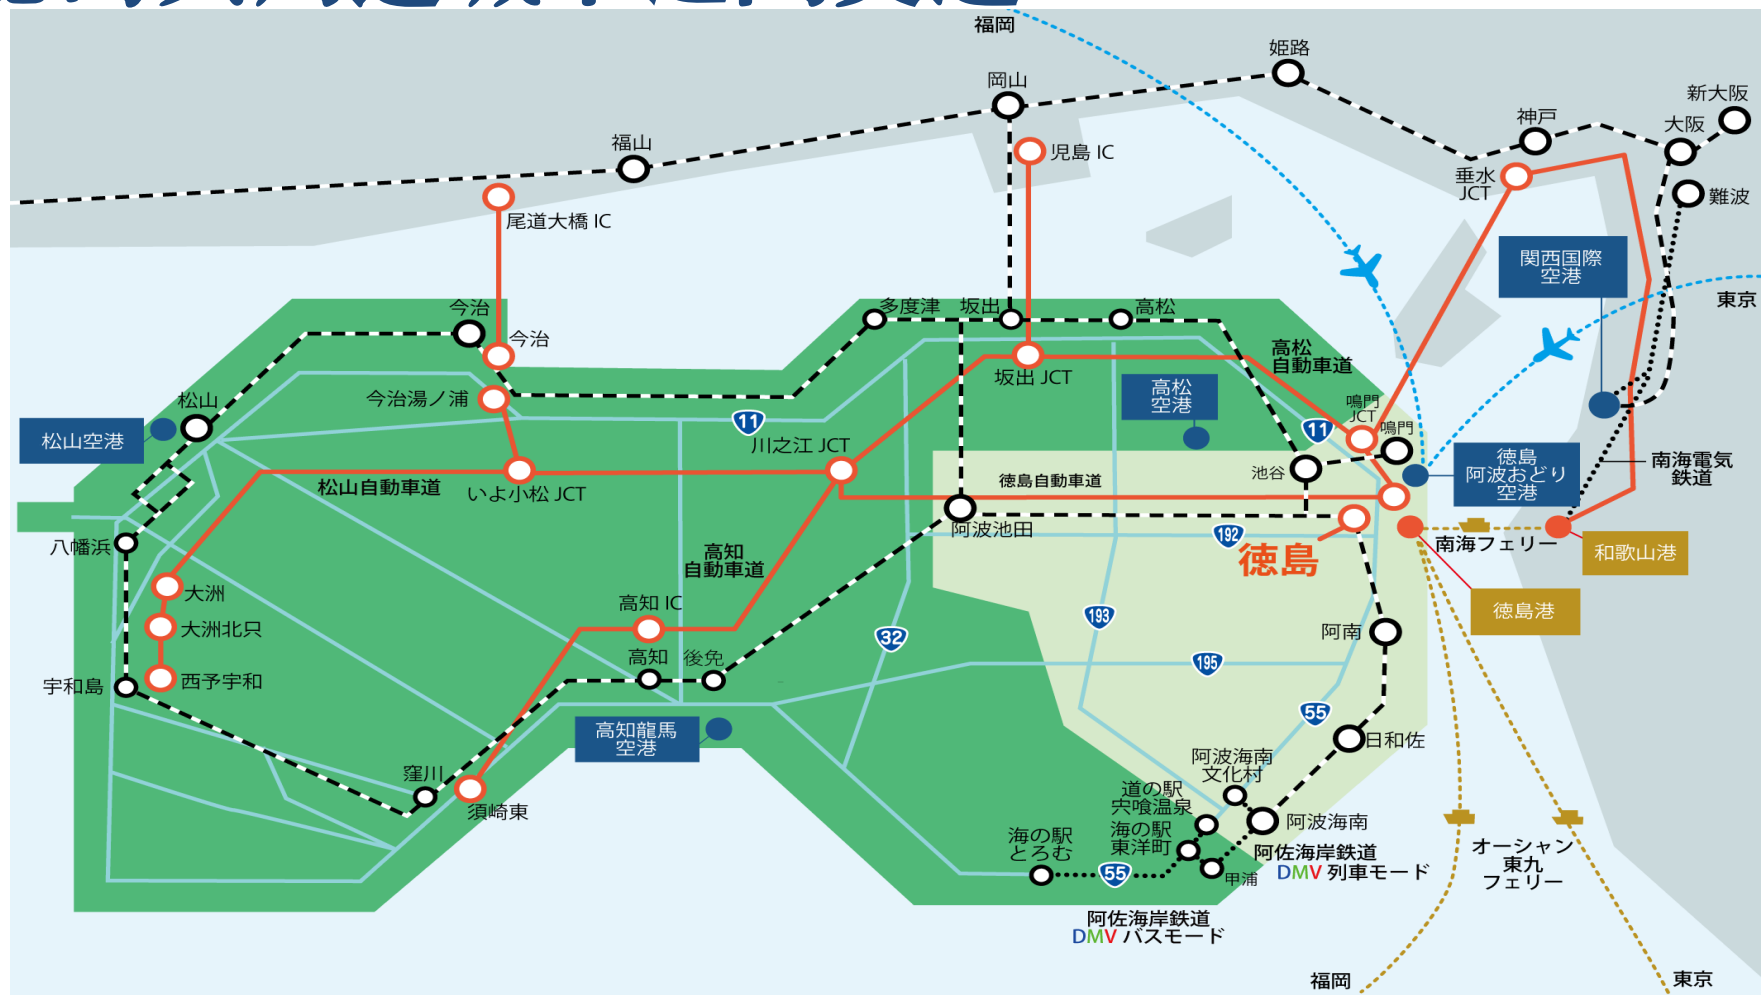 福岡
姫路
岡山
新大阪
神戸
大阪
福山
児島 IC
垂水
JCT
難波
尾道大橋 IC
関西国際
空港
東京
今治
今治
多度津
坂出
高松
高松
自動車道
坂出 JCT
高松
空港
今治湯ノ浦
松山
松山空港
11
川之江 JCT
鳴門
JCT
鳴門
11
池谷
徳島
阿波おどり
空港
南海電気
鉄道
松山自動車道
いよ小松 JCT
徳島自動車道
阿波池田
192
徳島
南海フェリー
和歌山港
八幡浜
高知
自動車道
大洲
高知 IC
193
徳島港
大洲北只
32
阿南
高知
後免
195
宇和島
西予宇和
55
高知龍馬
空港
日和佐
阿波海南
文化村
窪川
須崎東
道の駅
宍喰温泉
海の駅
東洋町
海の駅
とろむ
阿波海南
阿佐海岸鉄道
DMV 列車モード
55
甲浦
オーシャン
東九
フェリー
阿佐海岸鉄道
DMV バスモード
福岡
東京